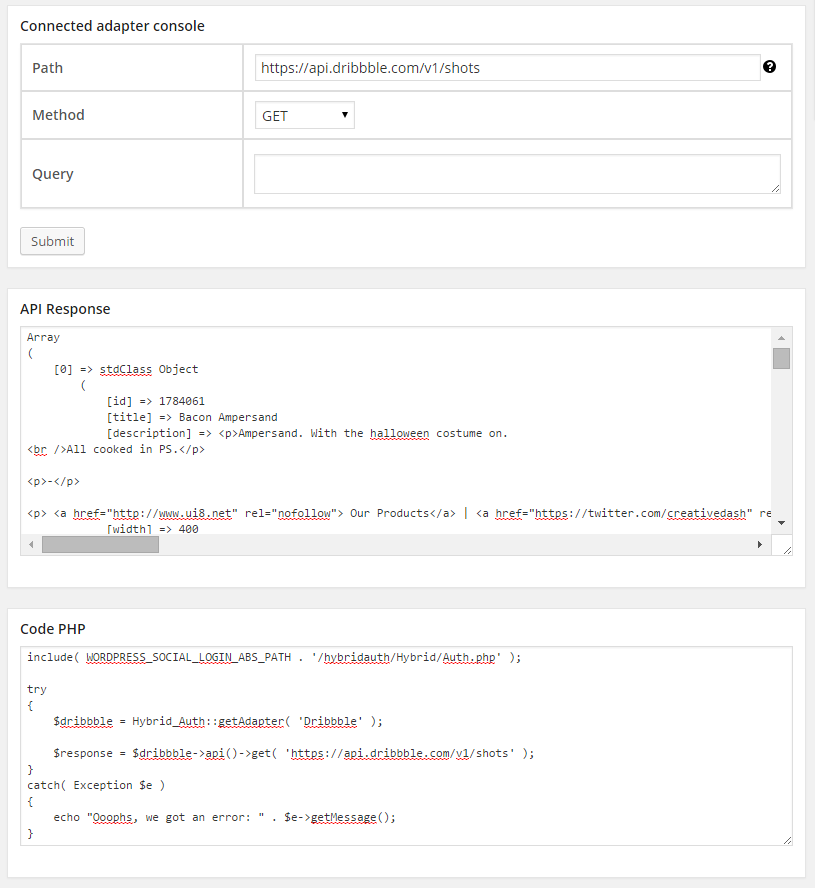 Connected adapter console
Path
https://api.dribbble.com/v1/shots
?
Method
GET
Query
Submit
API Response
Array
(
    [0] => stdClass Object
        (
            [id] => 1784061
            [title] => Bacon Ampersand
            [description] => <p>Ampersand. With the halloween costume on.
<br />All cooked in PS.</p>

<p>-</p>

<p> <a href="http://www.ui8.net" rel="nofollow"> Our Products</a> | <a href="https://twitter.com/creativedash" re
            [width] => 400
Code PHP
include( WORDPRESS_SOCIAL_LOGIN_ABS_PATH . '/hybridauth/Hybrid/Auth.php' );

try
{
    $dribbble = Hybrid_Auth::getAdapter( 'Dribbble' );

    $response = $dribbble->api()->get( 'https://api.dribbble.com/v1/shots' );
}
catch( Exception $e )
{
    echo "Ooophs, we got an error: " . $e->getMessage();
}